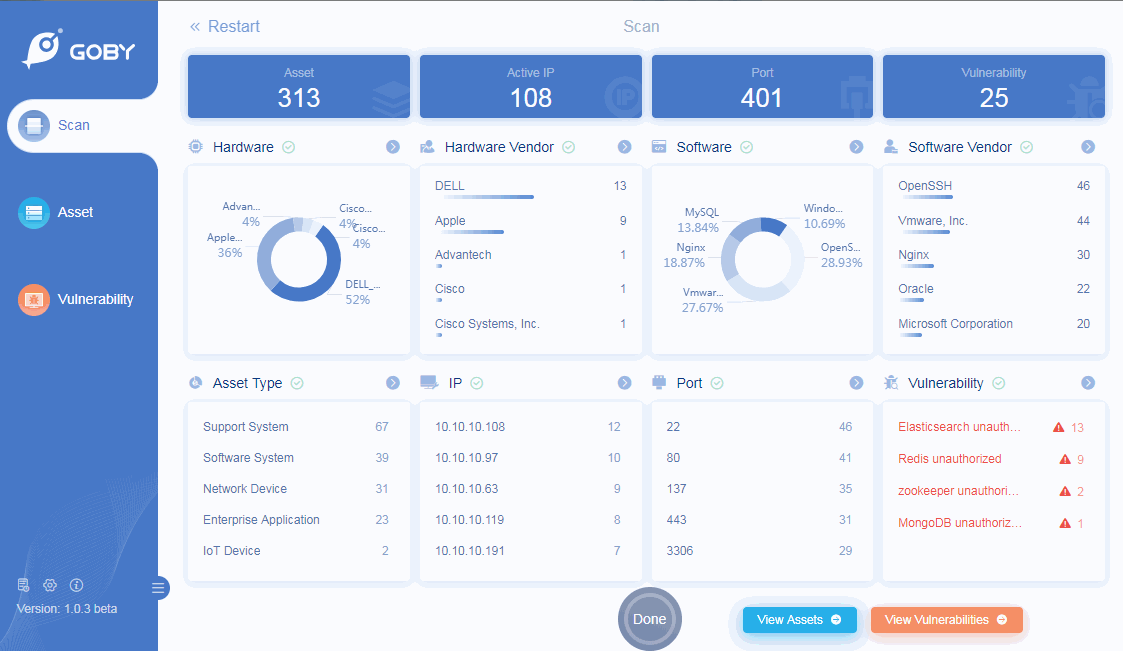 GOBY
Scan
Asset
Vulnerability
Version: 1.0.3 beta
« Restart
Scan
Asset
313
Active IP
108
IP
Port
401
Vulnerability
25
Hardware
Advan...
4%
Cisco...
4%
Cisco...
4%
Apple...
36%
DELL_...
52%
Hardware Vendor
DELL 13
Apple 9
Advantech 1
Cisco 1
Cisco Systems, Inc. 1
Software
MySQL
13.84%
Windo...
10.69%
Nginx
18.87%
OpenS...
28.93%
Vmwar...
27.67%
Software Vendor
OpenSSH 46
Vmware, Inc. 44
Nginx 30
Oracle 22
Microsoft Corporation 20
Asset Type
Support System 67
Software System 39
Network Device 31
Enterprise Application 23
IoT Device 2
IP
10.10.10.108 12
10.10.10.97 10
10.10.10.63 9
10.10.10.119 8
10.10.10.191 7
Port
22 46
80 41
137 35
443 31
3306 29
Vulnerability
Elasticsearch unauth... 13
Redis unauthorized 9
zookeeper unauthori... 2
MongoDB unauthoriz... 1
Done
View Assets
View Vulnerabilities